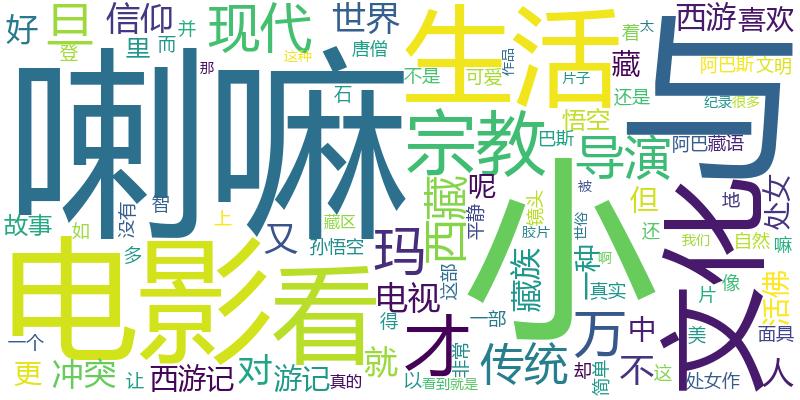 好
旦
信仰
并
现代
世界
生活
与
西游
喜欢
登
里
而
那
唐僧
这种
着
太
喇嘛
石
不是
可爱
作品
片子
藏
阿巴斯
文明
还是
纪录
很多
宗教
巴斯
悟空
导演
阿巴
藏语
小
文化
处女
西藏
呢
平静
镜头
胶片
世俗
被
但
还
地
嘛
我们
自然
故事
如
没有
智
上
藏区
又
多
孙悟空
玛
这部
藏族
一种
啊
真实
片
像
活佛
电影
看
电视
得
一部
才
万
中
美
面具
一个
更
冲突
让
西游记
对
游记
真的
就
以
看到
就是
非常
传统
却
简单
不
这
处女作
人